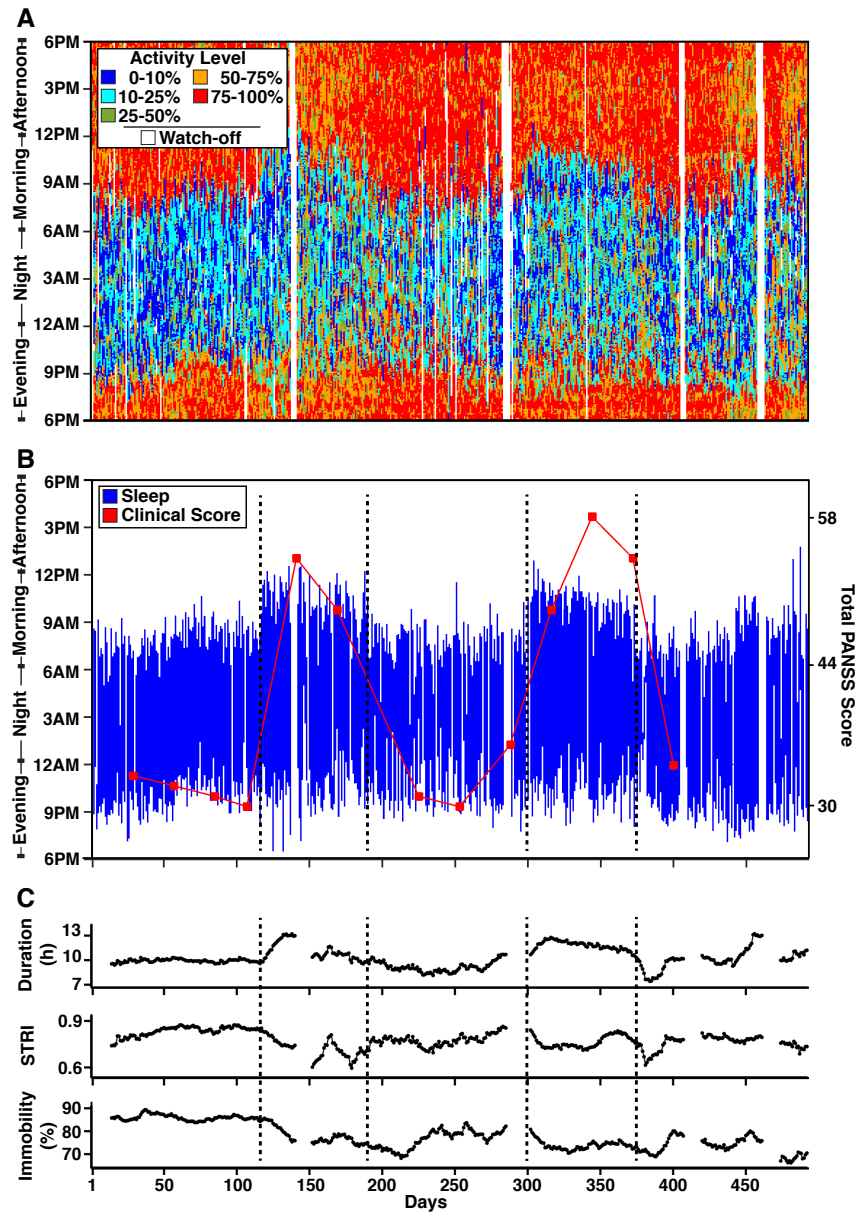 A
6PM
3PM
12PM
9AM
6AM
3AM
12AM
9PM
6PM
Evening
Night
Morning
Afternoon
Activity Level
0-10% 50-75%
10-25% 75-100%
25-50%
Watch-off
B
6PM
3PM
12PM
9AM
6AM
3AM
12AM
9PM
6PM
Evening
Night
Morning
Afternoon
Sleep
Clinical Score
58
44
30
Total PANSS Score
C
Duration
(h)
13
10
7
STRI
0.9
0.6
Immobility
(%)
90
80
70
1 50 100 150 200 250 300 350 400 450
Days